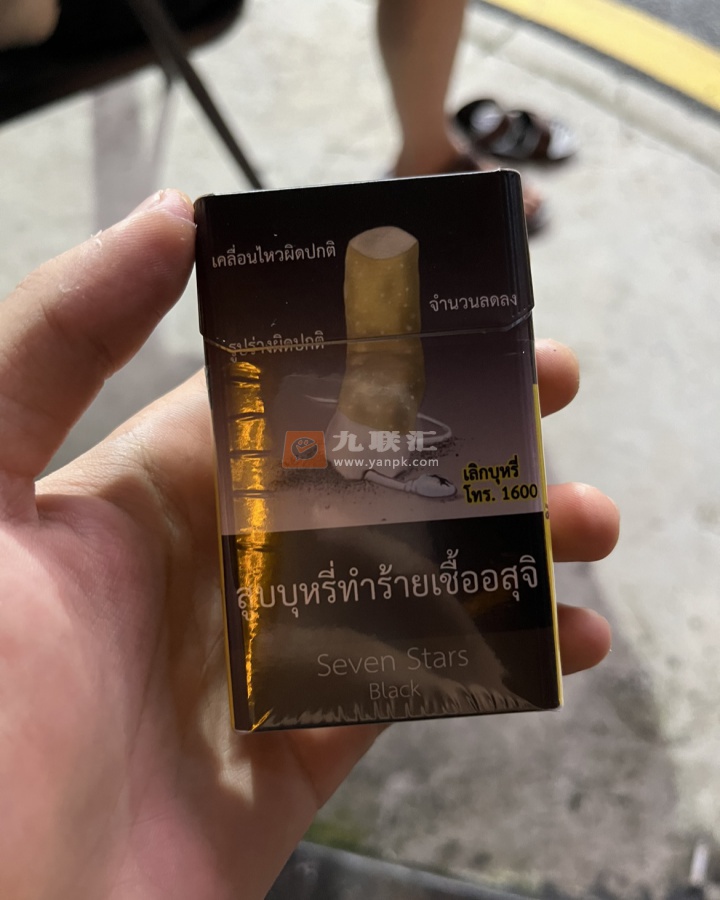 เคลื่อนไหวผิดปกติ
จำนวนลดลง
รูปร่างผิดปกติ
九联汇
www.yanpk.com
เลิกบุหรี่
โทร. 1600
สูบบุหรี่ทำร้ายเชื้ออสุจิ
Seven Stars
Black